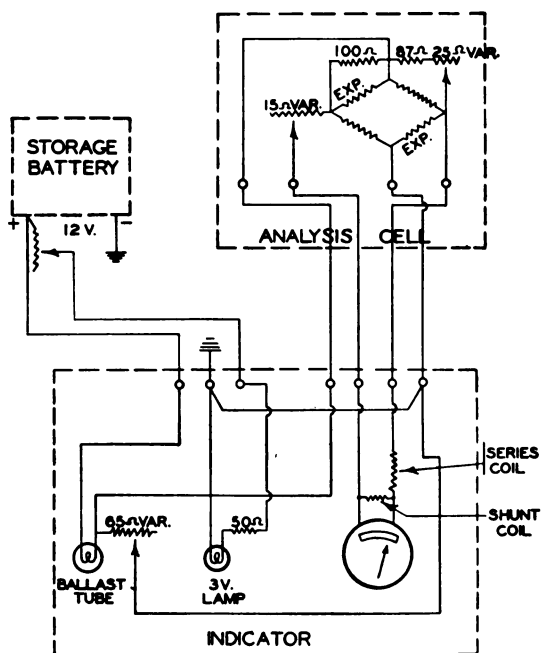 100Ω 87Ω 25ΩVAR.
EXP.
15ΩVAR.
EXP.
STORAGE
BATTERY
+ 12 V. -
ANALYSIS CELL
SERIES
COIL
SHUNT
COIL
65ΩVAR.
50Ω
BALLAST
TUBE
3V.
LAMP
INDICATOR